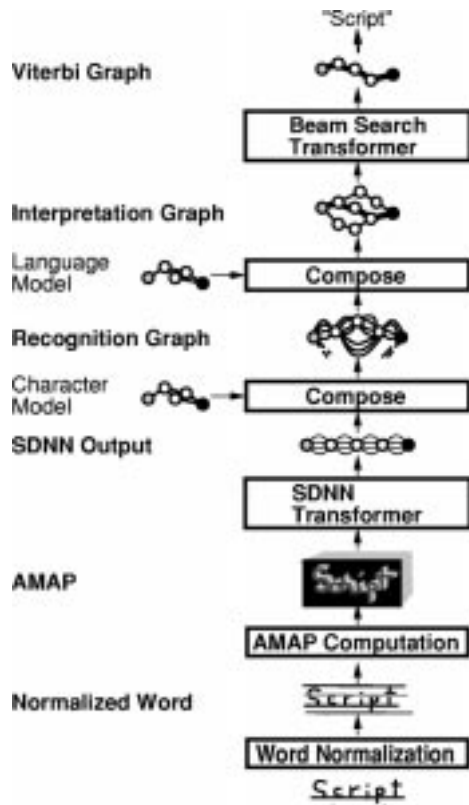 "Script"
Viterbi Graph
Beam Search
Transformer
Interpretation Graph
Language
Model
Compose
Recognition Graph
Character
Model
Compose
SDNN Output
SDNN
Transformer
AMAP
Script
AMAP Computation
Normalized Word
Script
Word Normalization
Script